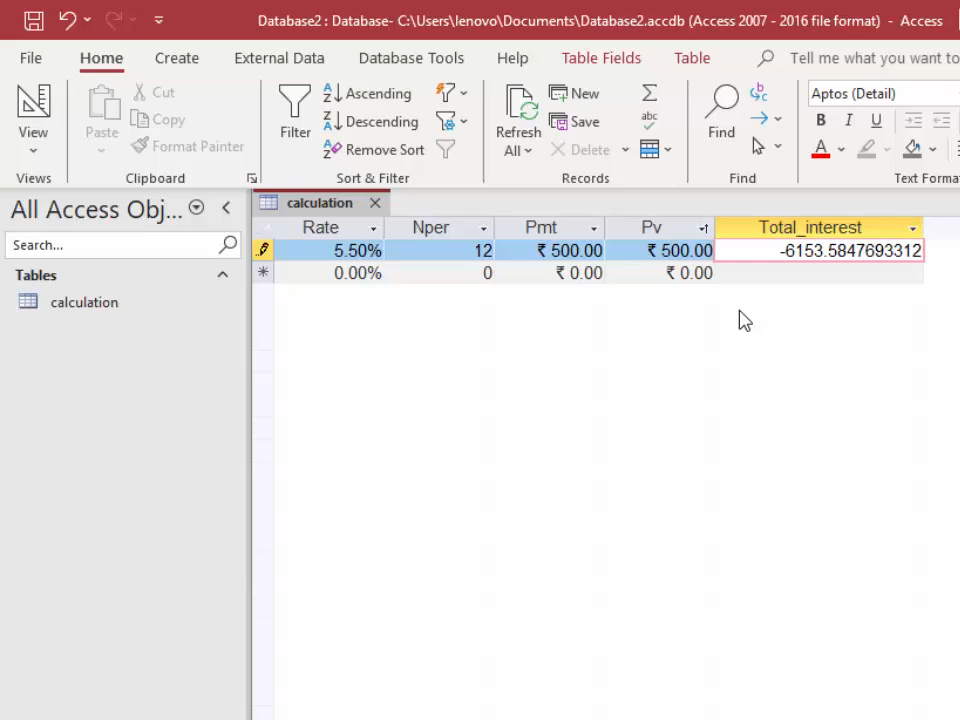 Database2 : Database- C:\Users\lenovo\Documents\Database2.accdb (Access 2007 - 2016 file format) - Access
File Home Create External Data Database Tools Help Table Fields Table Tell me what you want to
View
Views
Paste
Cut
Copy
Format Painter
Clipboard
Filter
Ascending
Descending
Remove Sort
Sort & Filter
Refresh
All
New
Save
Delete
Records
Find
Find
Aptos (Detail)
B I U
Text Forma
All Access Obj...
Search...
Tables
calculation
calculation
Rate Nper Pmt Pv Total_interest
5.50% 12 ₹ 500.00 ₹ 500.00 -6153.5847693312
0.00% 0 ₹ 0.00 ₹ 0.00